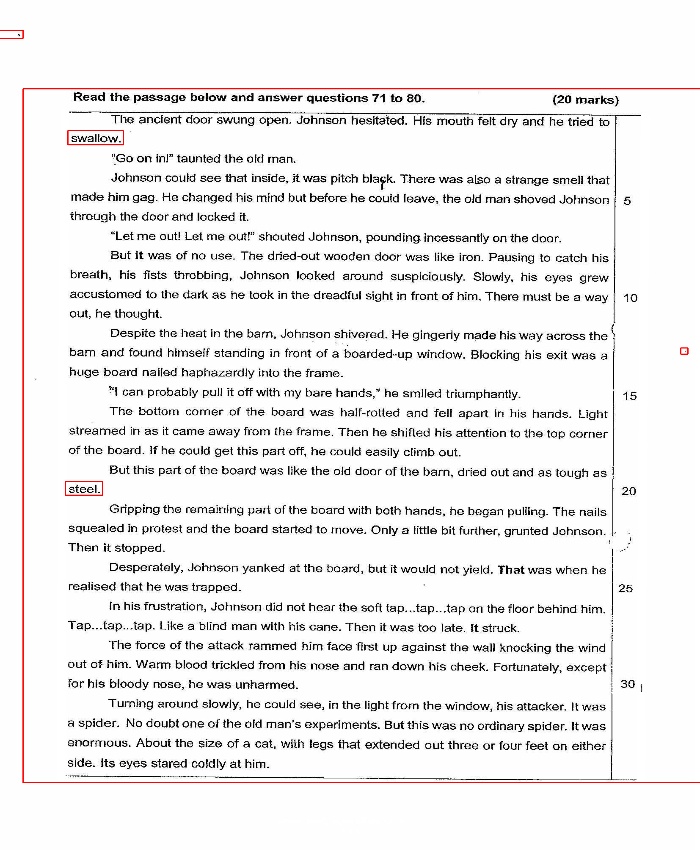 Read the passage below and answer questions 71 to 80. (20 marks)
The ancient door swung open. Johnson hesitated. His mouth felt dry and he tried to
swallow.
"Go on in!" taunted the old man.
Johnson could see that inside, it was pitch black. There was also a strange smell that
made him gag. He changed his mind but before he could leave, the old man shoved Johnson 5
through the door and locked it.
"Let me out! Let me out!" shouted Johnson, pounding incessantly on the door.
But it was of no use. The dried-out wooden door was like iron. Pausing to catch his
breath, his fists throbbing, Johnson looked around suspiciously. Slowly, his eyes grew
accustomed to the dark as he took in the dreadful sight in front of him. There must be a way 10
out, he thought.
Despite the heat in the barn, Johnson shivered. He gingerly made his way across the
barn and found himself standing in front of a boarded-up window. Blocking his exit was a
huge board nailed haphazardly into the frame.
"I can probably pull it off with my bare hands," he smiled triumphantly. 15
The bottom corner of the board was half-rotted and fell apart in his hands. Light
streamed in as it came away from the frame. Then he shifted his attention to the top corner
of the board. If he could get this part off, he could easily climb out.
But this part of the board was like the old door of the barn, dried out and as tough as
steel. 20
Gripping the remaining part of the board with both hands, he began pulling. The nails
squealed in protest and the board started to move. Only a little bit further, grunted Johnson.
Then it stopped.
Desperately, Johnson yanked at the board, but it would not yield. That was when he
realised that he was trapped. 25
In his frustration, Johnson did not hear the soft tap...tap...tap on the floor behind him.
Tap...tap...tap. Like a blind man with his cane. Then it was too late. It struck.
The force of the attack rammed him face first up against the wall knocking the wind
out of him. Warm blood trickled from his nose and ran down his cheek. Fortunately, except
for his bloody nose, he was unharmed. 30
Turning around slowly, he could see, in the light from the window, his attacker. It was
a spider. No doubt one of the old man's experiments. But this was no ordinary spider. It was
enormous. About the size of a cat, with legs that extended out three or four feet on either
side. Its eyes stared coldly at him.